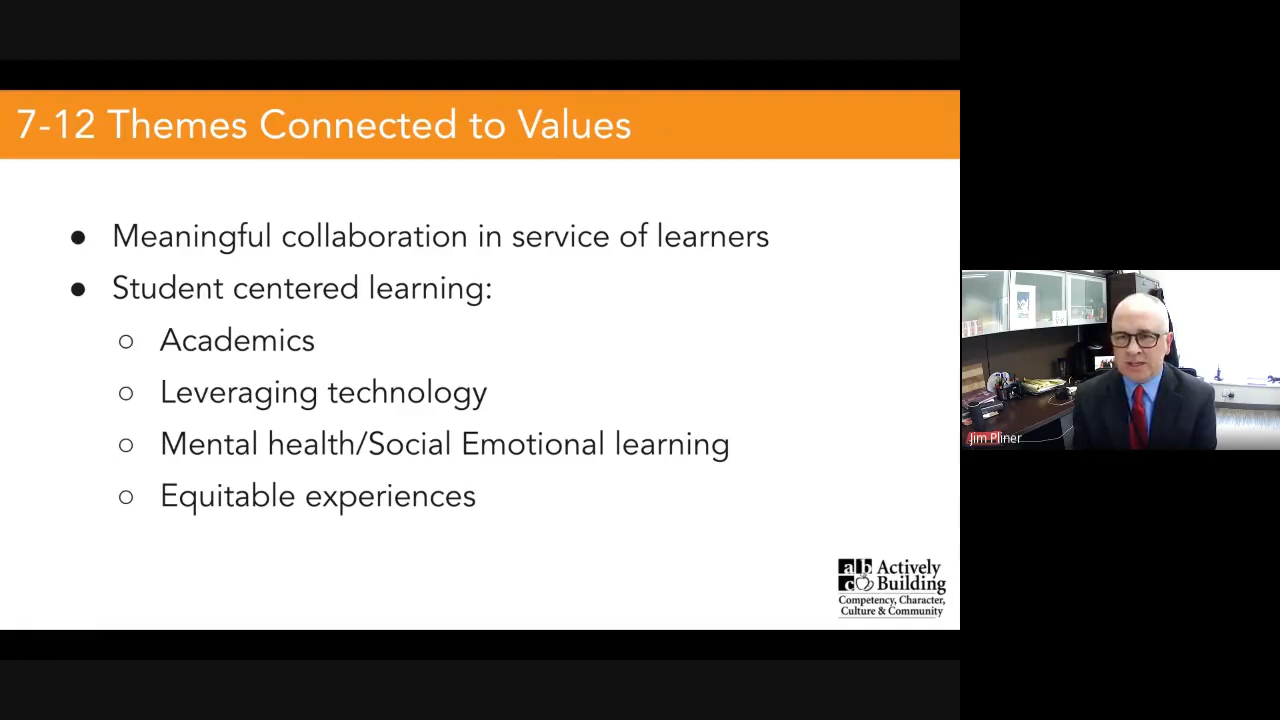 7-12 Themes Connected to Values
● Meaningful collaboration in service of learners
● Student centered learning:
○ Academics
○ Leveraging technology
○ Mental health/Social Emotional learning
○ Equitable experiences
Jim Pliner
a b c
Actively
Building
Competency, Character,
Culture & Community